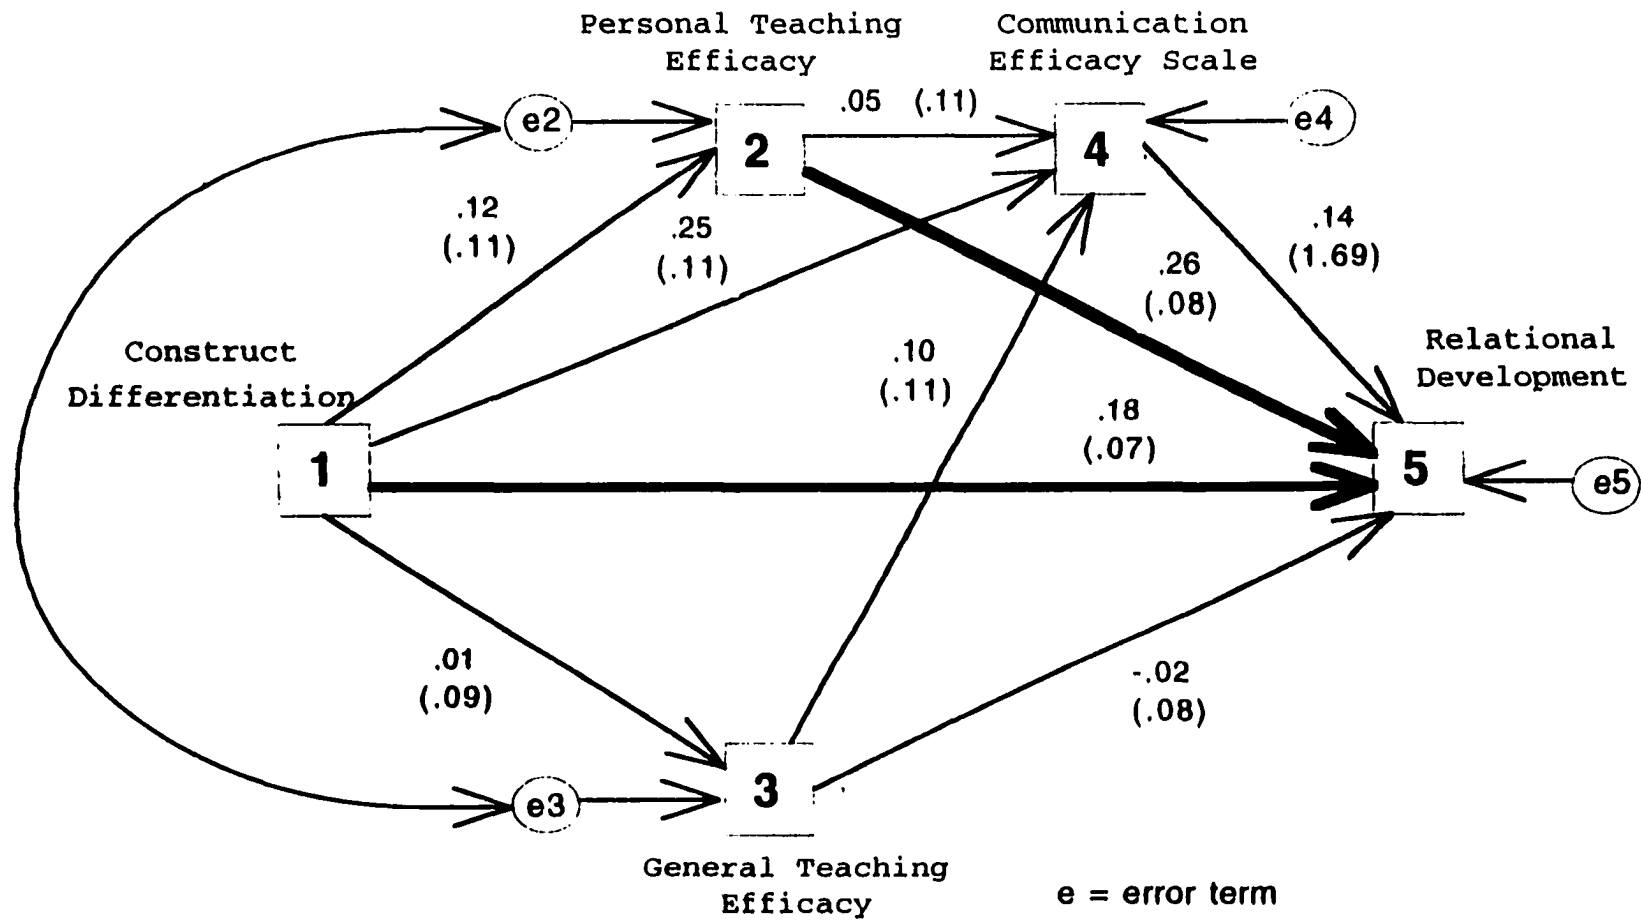 Personal Teaching
Efficacy
Communication
Efficacy Scale
.05 (.11)
e2
2
4
e4
.12
(.11)
.25
(.11)
.14
(1.69)
.26
(.08)
Construct
Differentiation
.10
(.11)
Relational
Development
.18
(.07)
1
5
e5
.01
(.09)
-.02
(.08)
e3
3
General Teaching
Efficacy
e = error term